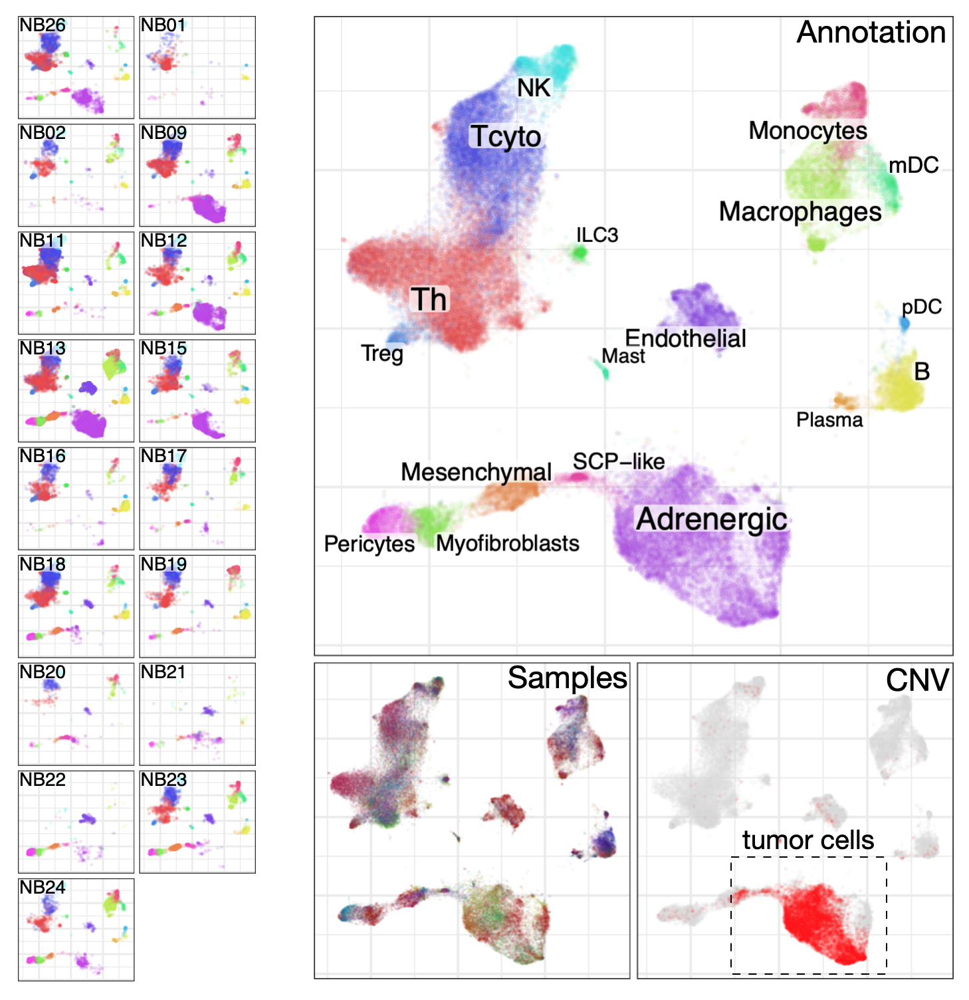 NB26 NB01
NB02 NB09
NB11 NB12
NB13 NB15
NB16 NB17
NB18 NB19
NB20 NB21
NB22 NB23
NB24
Annotation
NK
Monocytes
Tcyto
mDC
Macrophages
ILC3
Th
pDC
Endothelial
Treg
Mast
B
Plasma
SCP–like
Mesenchymal
Adrenergic
Pericytes
Myofibroblasts
Samples
CNV
tumor cells